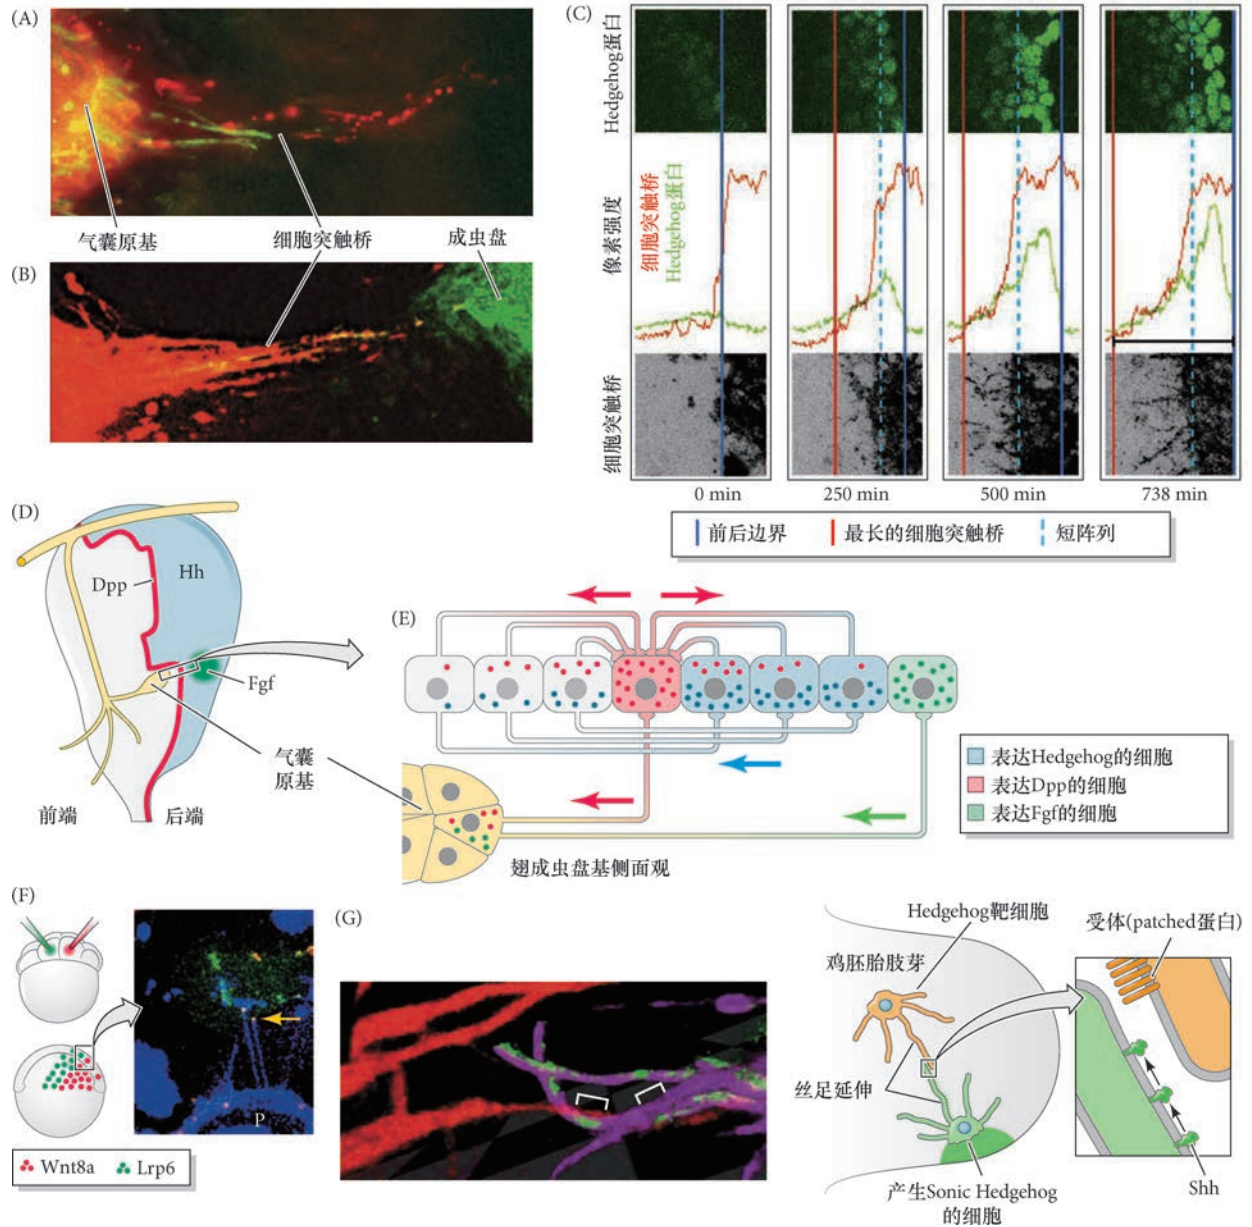 (A)
气囊原基
细胞突触桥
成虫盘
(B)
(C)
Hedgehog蛋白
像素强度
细胞突触桥
Hedgehog蛋白
细胞突触桥
0 min
250 min
500 min
738 min
前后边界
最长的细胞突触桥
短阵列
(D)
Dpp
Hh
Fgf
气囊
原基
前端
后端
(E)
表达Hedgehog的细胞
表达Dpp的细胞
表达Fgf的细胞
翅成虫盘基侧面观
(F)
P
Wnt8a
Lrp6
(G)
Hedgehog靶细胞
鸡胚胎肢芽
丝足延伸
产生Sonic Hedgehog
的细胞
受体(patched蛋白)
Shh